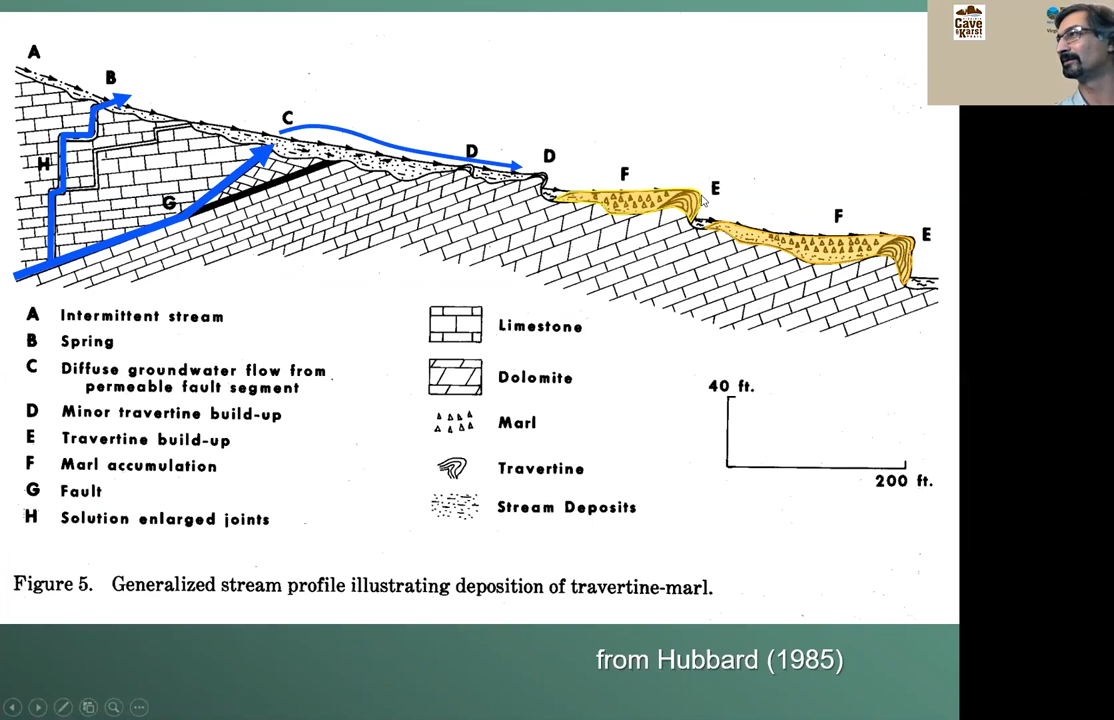 Cave
& Karst
A
B
C
D
D
H
F
E
G
F
E
A Intermittent stream
B Spring
C Diffuse groundwater flow from
permeable fault segment
D Minor travertine build-up
E Travertine build-up
F Marl accumulation
G Fault
H Solution enlarged joints
Limestone
Dolomite
Marl
Travertine
Stream Deposits
40 ft.
200 ft.
Figure 5. Generalized stream profile illustrating deposition of travertine-marl.
from Hubbard (1985)